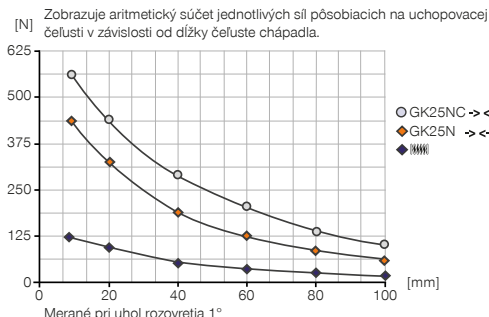 Zobrazuje aritmetický súčet jednotlivých síl pôsobiacich na uchopovacej
[N] čeľusti v závislosti od dĺžky čeľuste chápadla.
625
500
375
250
125
0
0 20 40 60 80 100 [mm]
GK25NC -> <
GK25N -> <-
Merané pri uhol rozovretia 1°